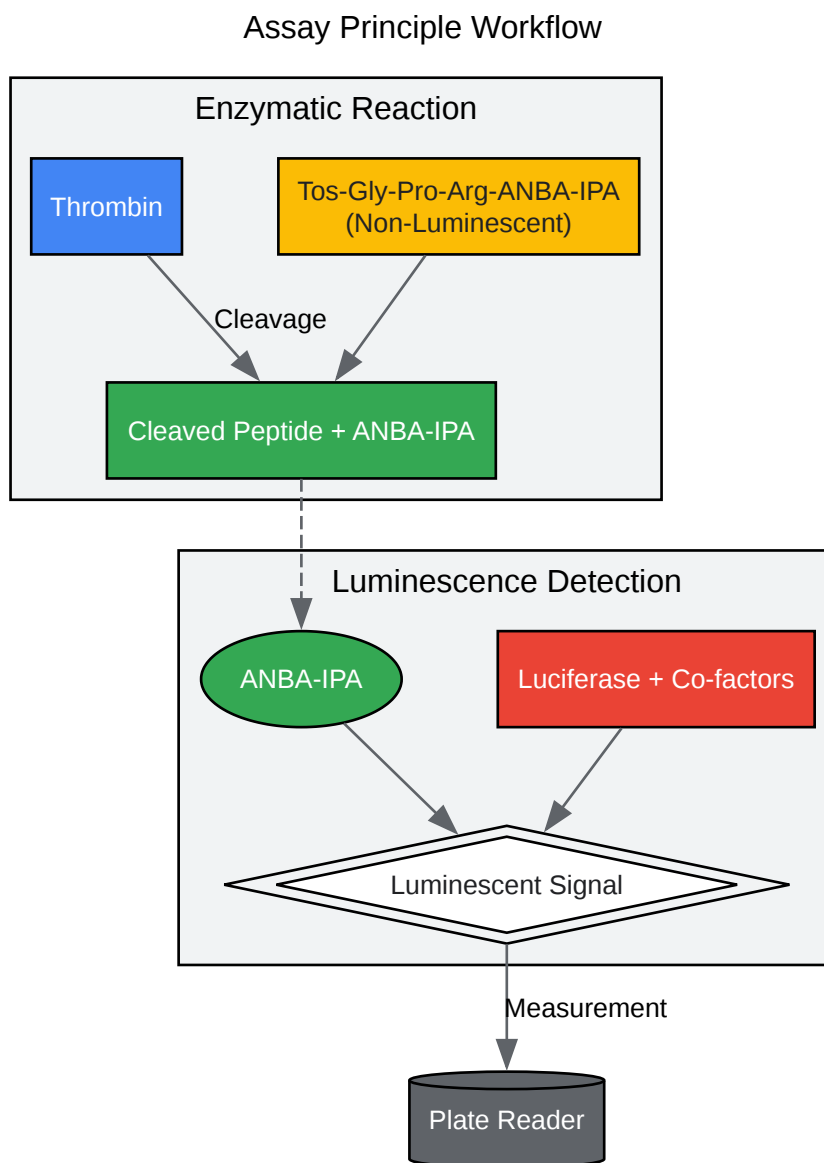 Assay Principle Workflow
Enzymatic Reaction
Thrombin
Tos-Gly-Pro-Arg-ANBA-IPA
(Non-Luminescent)
Cleavage
Cleaved Peptide + ANBA-IPA
Luminescence Detection
ANBA-IPA
Luciferase + Co-factors
Luminescent Signal
Measurement
Plate Reader